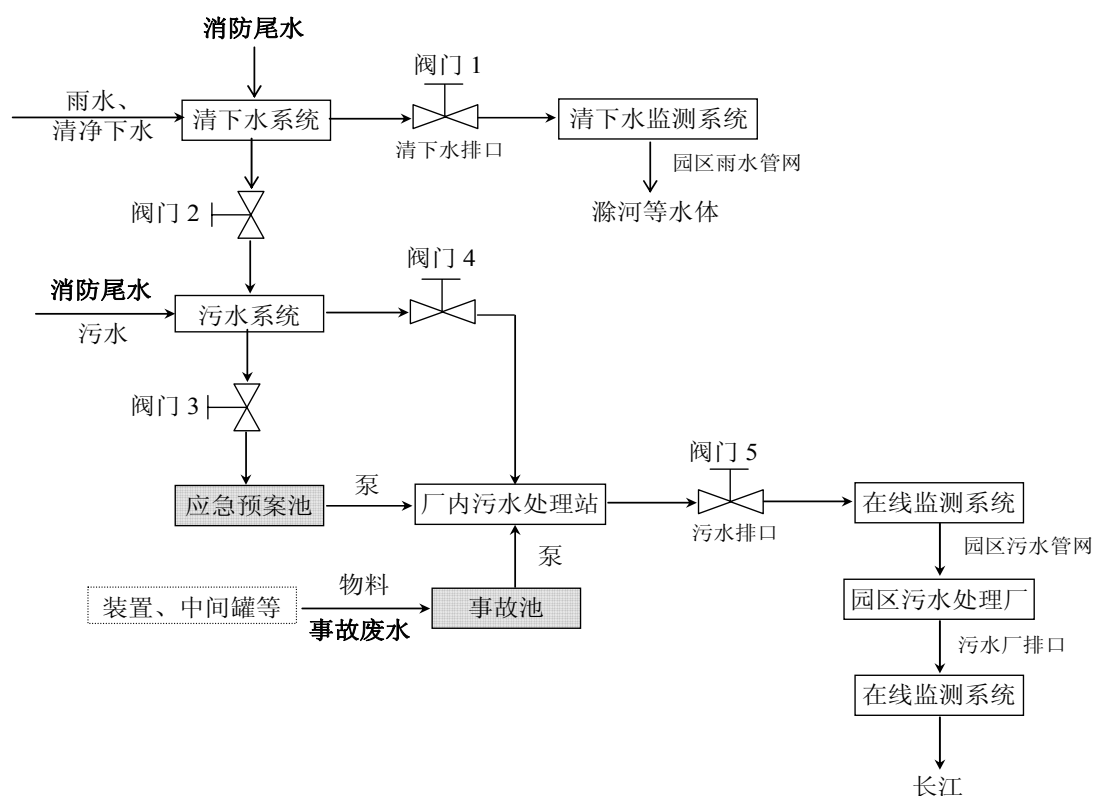 消防尾水
阀门 1
雨水、
清净下水
清下水系统
清下水监测系统
清下水排口
园区雨水管网
滁河等水体
阀门 2
阀门 4
消防尾水
污水
污水系统
阀门 3
阀门 5
应急预案池
泵
厂内污水处理站
污水排口
在线监测系统
园区污水管网
泵
装置、中间罐等
物料
事故废水
事故池
园区污水处理厂
污水厂排口
在线监测系统
长江